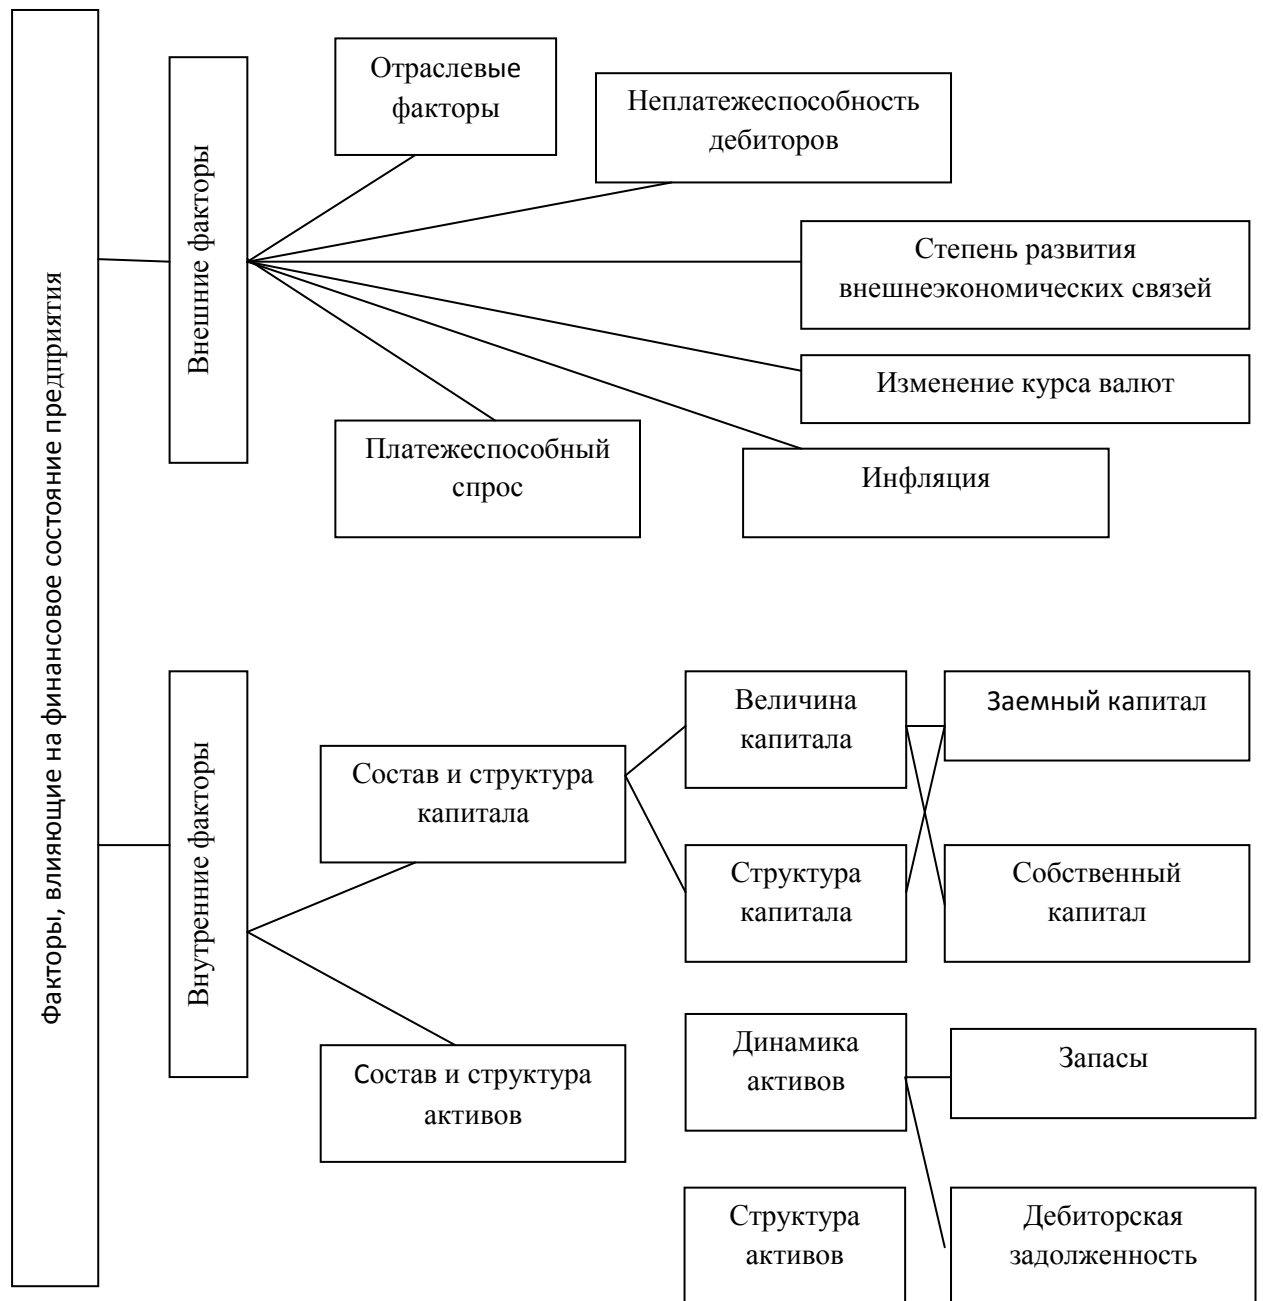 Факторы, влияющие на финансовое состояние предприятия
Внешние факторы
Отраслевые
факторы
Неплатежеспособность
дебиторов
Степень развития
внешнеэкономических связей
Изменение курса валют
Инфляция
Платежеспособный
спрос
Внутренние факторы
Состав и структура
капитала
Величина
капитала
Заемный капитал
Структура
капитала
Собственный
капитал
Состав и структура
активов
Динамика
активов
Запасы
Структура
активов
Дебиторская
задолженность